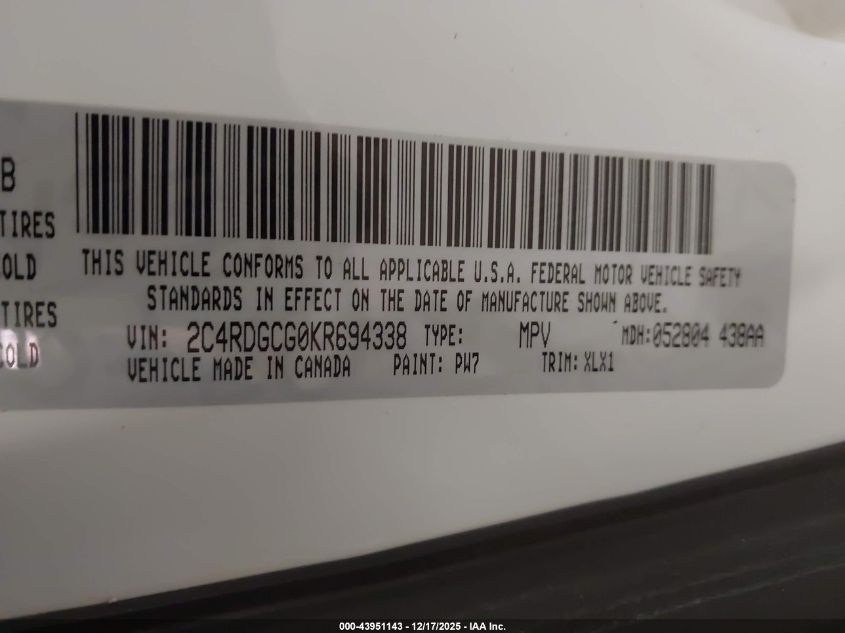 B
TIRES
OLD
THIS VEHICLE CONFORMS TO ALL APPLICABLE U.S.A. FEDERAL MOTOR VEHICLE SAFETY
STANDARDS IN EFFECT ON THE DATE OF MANUFACTURE SHOWN ABOVE.
TIRES
VIN: 2C4RDGCG0KR694338 TYPE: MPV MDH:052804 438AA
OLD
VEHICLE MADE IN CANADA PAINT: PW7 TRIM: XLX1
000-43951143 - 12/17/2025 - IAA Inc.